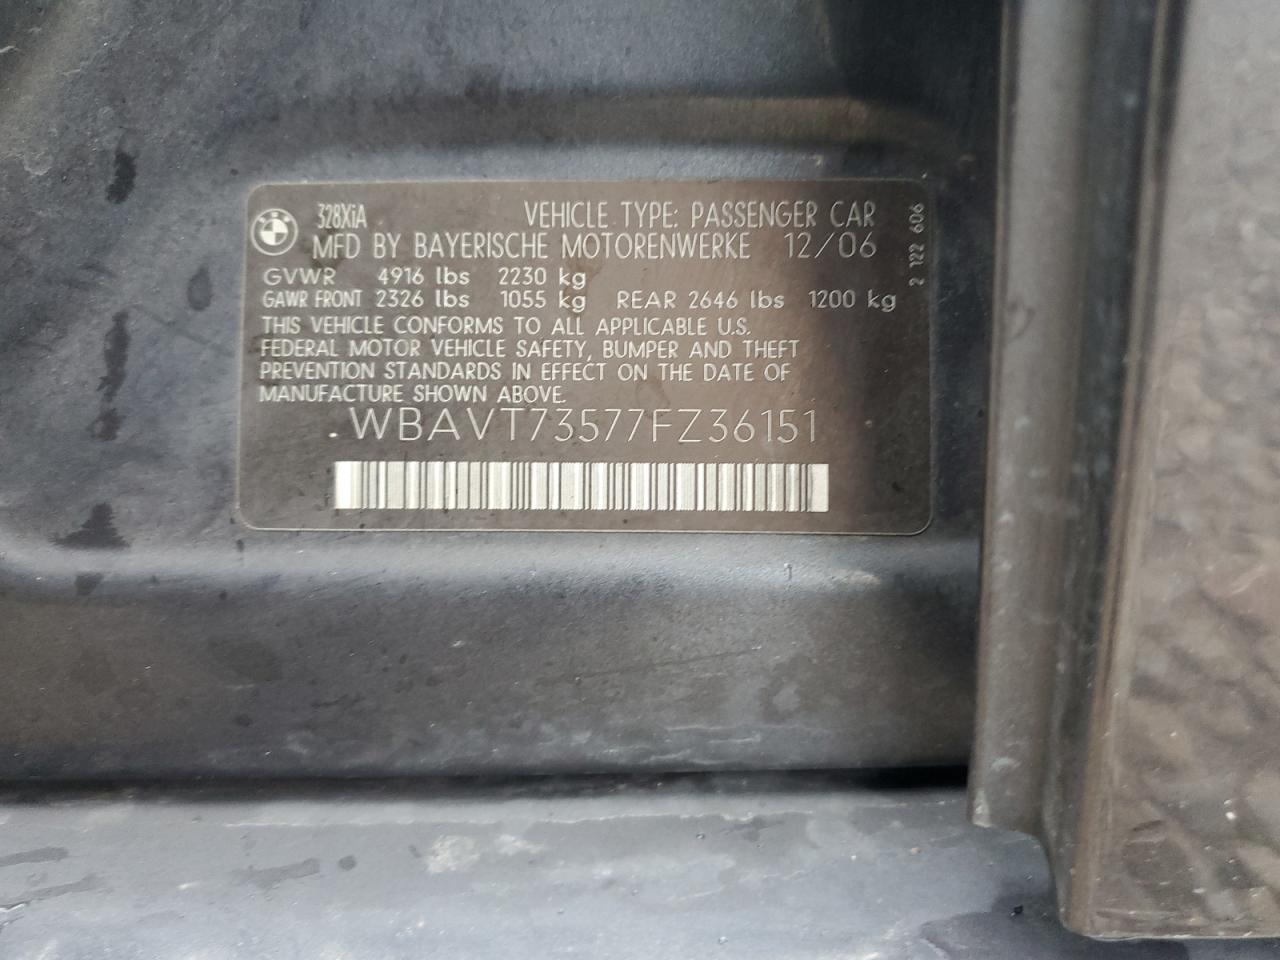 328XiA VEHICLE TYPE: PASSENGER CAR
MFD BY BAYERISCHE MOTORENWERKE 12/06
GVWR 4916 lbs 2230 kg
GAWR FRONT 2326 lbs 1055 kg REAR 2646 lbs 1200 kg
THIS VEHICLE CONFORMS TO ALL APPLICABLE U.S.
FEDERAL MOTOR VEHICLE SAFETY, BUMPER AND THEFT
PREVENTION STANDARDS IN EFFECT ON THE DATE OF
MANUFACTURE SHOWN ABOVE.
WBAVT73577FZ36151
2 122 606